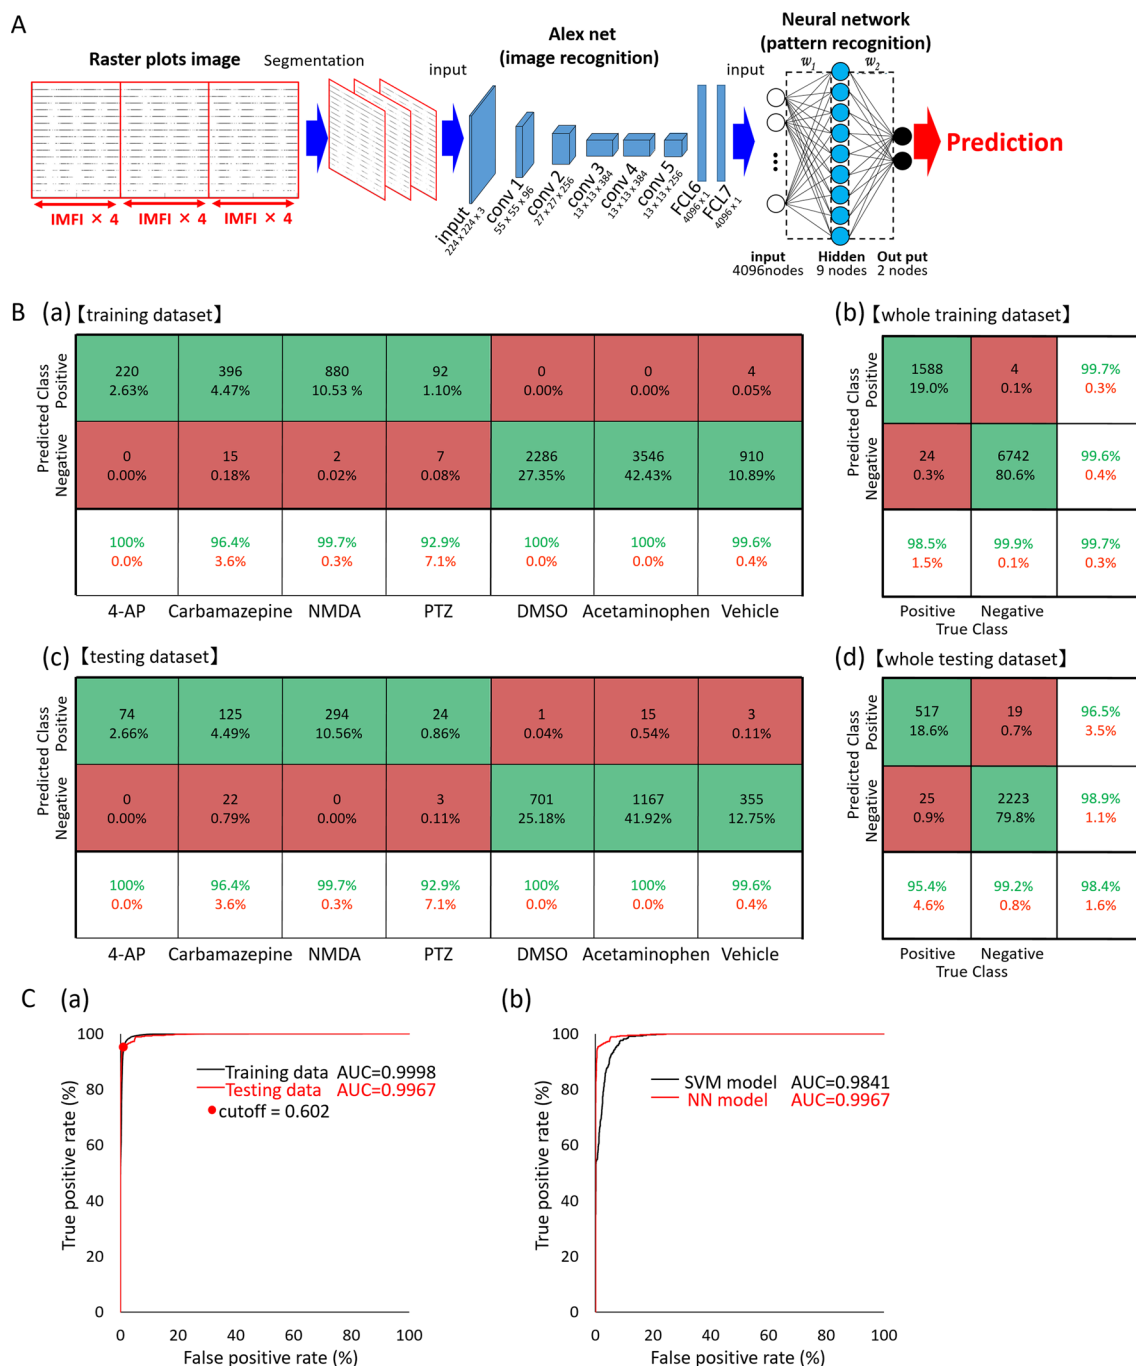 A
Raster plots image
IMFI × 4 IMFI × 4 IMFI × 4
Segmentation
input
Alex net
(image recognition)
input
224 x 224 x 3
conv 1
55 x 55 x 96
conv 2
27 x 27 x 256
conv 3
13 x 13 x 384
conv 4
13 x 13 x 384
conv 5
13 x 13 x 256
FCL6
4096 x 1
FCL7
4096 x 1
input
Neural network
(pattern recognition)
w1 w2
input Hidden Out put
4096nodes 9 nodes 2 nodes
Prediction
B
(a)【training dataset】
Predicted Class
Positive
Negative
220 396 880 92 0 0 4
2.63% 4.47% 10.53 % 1.10% 0.00% 0.00% 0.05%
0 15 2 7 2286 3546 910
0.00% 0.18% 0.02% 0.08% 27.35% 42.43% 10.89%
100% 96.4% 99.7% 92.9% 100% 100% 99.6%
0.0% 3.6% 0.3% 7.1% 0.0% 0.0% 0.4%
4-AP Carbamazepine NMDA PTZ DMSO Acetaminophen Vehicle
(b)【whole training dataset】
Predicted Class
Positive
Negative
1588 4 99.7%
19.0% 0.1% 0.3%
24 6742 99.6%
0.3% 80.6% 0.4%
98.5% 99.9% 99.7%
1.5% 0.1% 0.3%
Positive Negative
True Class
(c)【testing dataset】
Predicted Class
Positive
Negative
74 125 294 24 1 15 3
2.66% 4.49% 10.56% 0.86% 0.04% 0.54% 0.11%
0 22 0 3 701 1167 355
0.00% 0.79% 0.00% 0.11% 25.18% 41.92% 12.75%
100% 96.4% 99.7% 92.9% 100% 100% 99.6%
0.0% 3.6% 0.3% 7.1% 0.0% 0.0% 0.4%
4-AP Carbamazepine NMDA PTZ DMSO Acetaminophen Vehicle
(d)【whole testing dataset】
Predicted Class
Positive
Negative
517 19 96.5%
18.6% 0.7% 3.5%
25 2223 98.9%
0.9% 79.8% 1.1%
95.4% 99.2% 98.4%
4.6% 0.8% 1.6%
Positive Negative
True Class
C
(a)
True positive rate (%)
100
80
60
40
20
0
Training data AUC=0.9998
Testing data AUC=0.9967
cutoff = 0.602
0 20 40 60 80 100
False positive rate (%)
(b)
True positive rate (%)
100
80
60
40
20
0
SVM model AUC=0.9841
NN model AUC=0.9967
0 20 40 60 80 100
False positive rate (%)